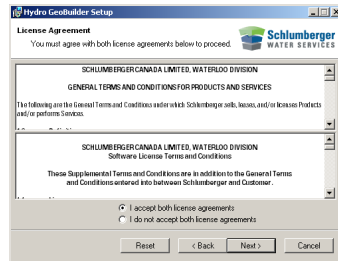 Hydro GeoBuilder Setup
License Agreement
You must agree with both license agreements below to proceed.
Schlumberger
WATER SERVICES
SCHLUMBERGER CANADA LIMITED, WATERLOO DIVISION
GENERAL TERMS AND CONDITIONS FOR PRODUCTS AND SERVICES
The following are the General Terms and Conditions under which Schlumberger sells, leases, and/or licenses Products
and/or performs Services
SCHLUMBERGER CANADA LIMITED, WATERLOO DIVISION
Software License Terms and Conditions
These Supplemental Terms and Conditions are in addition to the General Terms
and Conditions entered into between Schlumberger and Customer.
I accept both license agreements
I do not accept both license agreements
Reset
< Back
Next >
Cancel